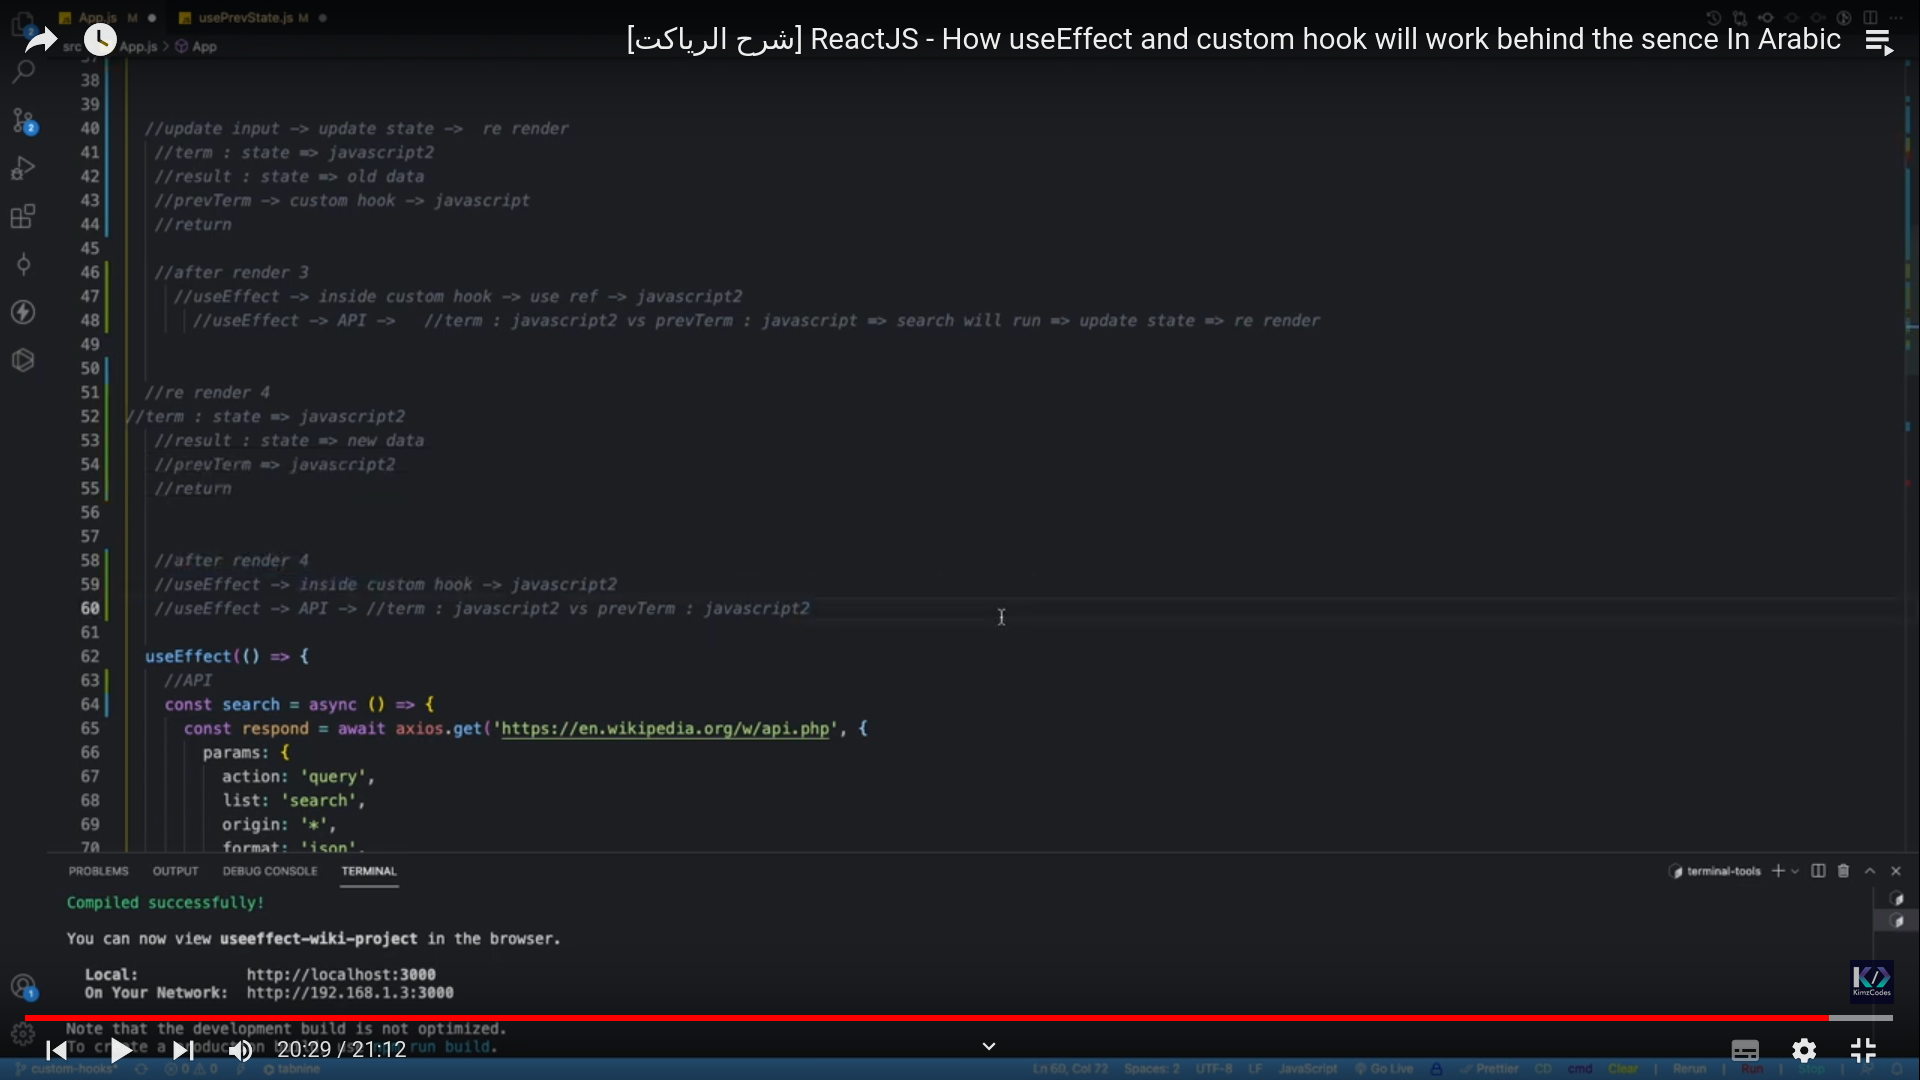 App.js M
usePrevState.js M
[شرح الرياكت] ReactJS - How useEffect and custom hook will work behind the sence In Arabic
src App.js > App
37
38
39
40 //update input -> update state -> re render
41 //term : state => javascript2
42 //result : state => old data
43 //prevTerm -> custom hook -> javascript
44 //return
45
46 //after render 3
47 //useEffect -> inside custom hook -> use ref -> javascript2
48 //useEffect -> API -> //term : javascript2 vs prevTerm : javascript => search will run => update state => re render
49
50
51 //re render 4
52 //term : state => javascript2
53 //result : state => new data
54 //prevTerm => javascript2
55 //return
56
57
58 //after render 4
59 //useEffect -> inside custom hook -> javascript2
60 //useEffect -> API -> //term : javascript2 vs prevTerm : javascript2
61
62 useEffect(() => {
63 //API
64 const search = async () => {
65 const respond = await axios.get('https://en.wikipedia.org/w/api.php', {
66 params: {
67 action: 'query',
68 list: 'search',
69 origin: '*',
70 format: 'json',
2
PROBLEMS OUTPUT DEBUG CONSOLE TERMINAL
terminal-tools
Compiled successfully!
You can now view useeffect-wiki-project in the browser.
Local: http://localhost:3000
On Your Network: http://192.168.1.3:3000
1
KimzCodes
Note that the development build is not optimized.
To create a run build.
20:29 / 21:12
custom-hooks* 0 0 tabnine
Ln 60, Col 72 Spaces: 2 UTF-8 LF JavaScript Go Live Prettier CD cmd Clear Rerun Run Stop